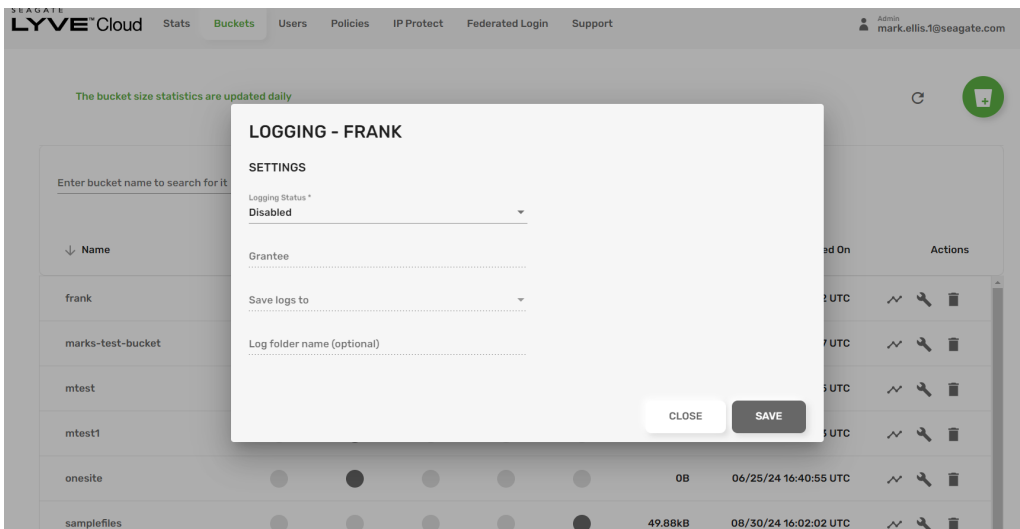 SEAGATE
LYVE™ Cloud
Stats
Buckets
Users
Policies
IP Protect
Federated Login
Support
Admin
mark.ellis.1@seagate.com
The bucket size statistics are updated daily
LOGGING - FRANK
SETTINGS
Logging Status *
Disabled
Grantee
Save logs to
Log folder name (optional)
CLOSE
SAVE
Enter bucket name to search for it
Name
ed On
Actions
frank
2 UTC
marks-test-bucket
7 UTC
mtest
UTC
mtest1
UTC
onesite
0B
06/25/24 16:40:55 UTC
samplefiles
49.88kB
08/30/24 16:02:02 UTC